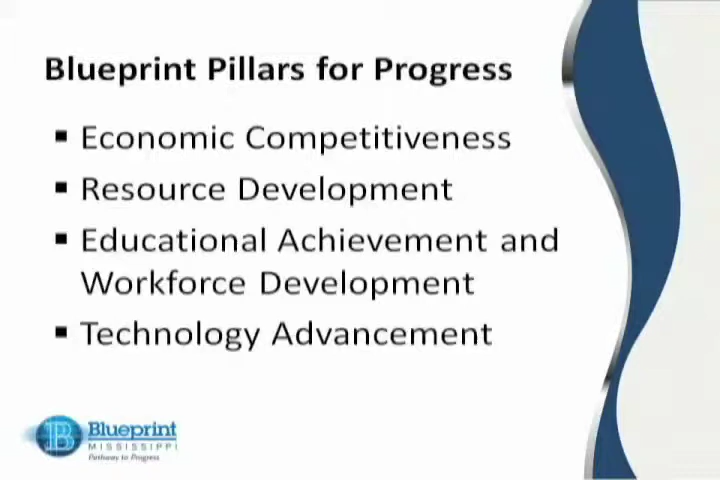 Blueprint Pillars for Progress
▪ Economic Competitiveness
▪ Resource Development
▪ Educational Achievement and
Workforce Development
▪ Technology Advancement
B
Blueprint
MISSISSIPPI
Pathway to Progress